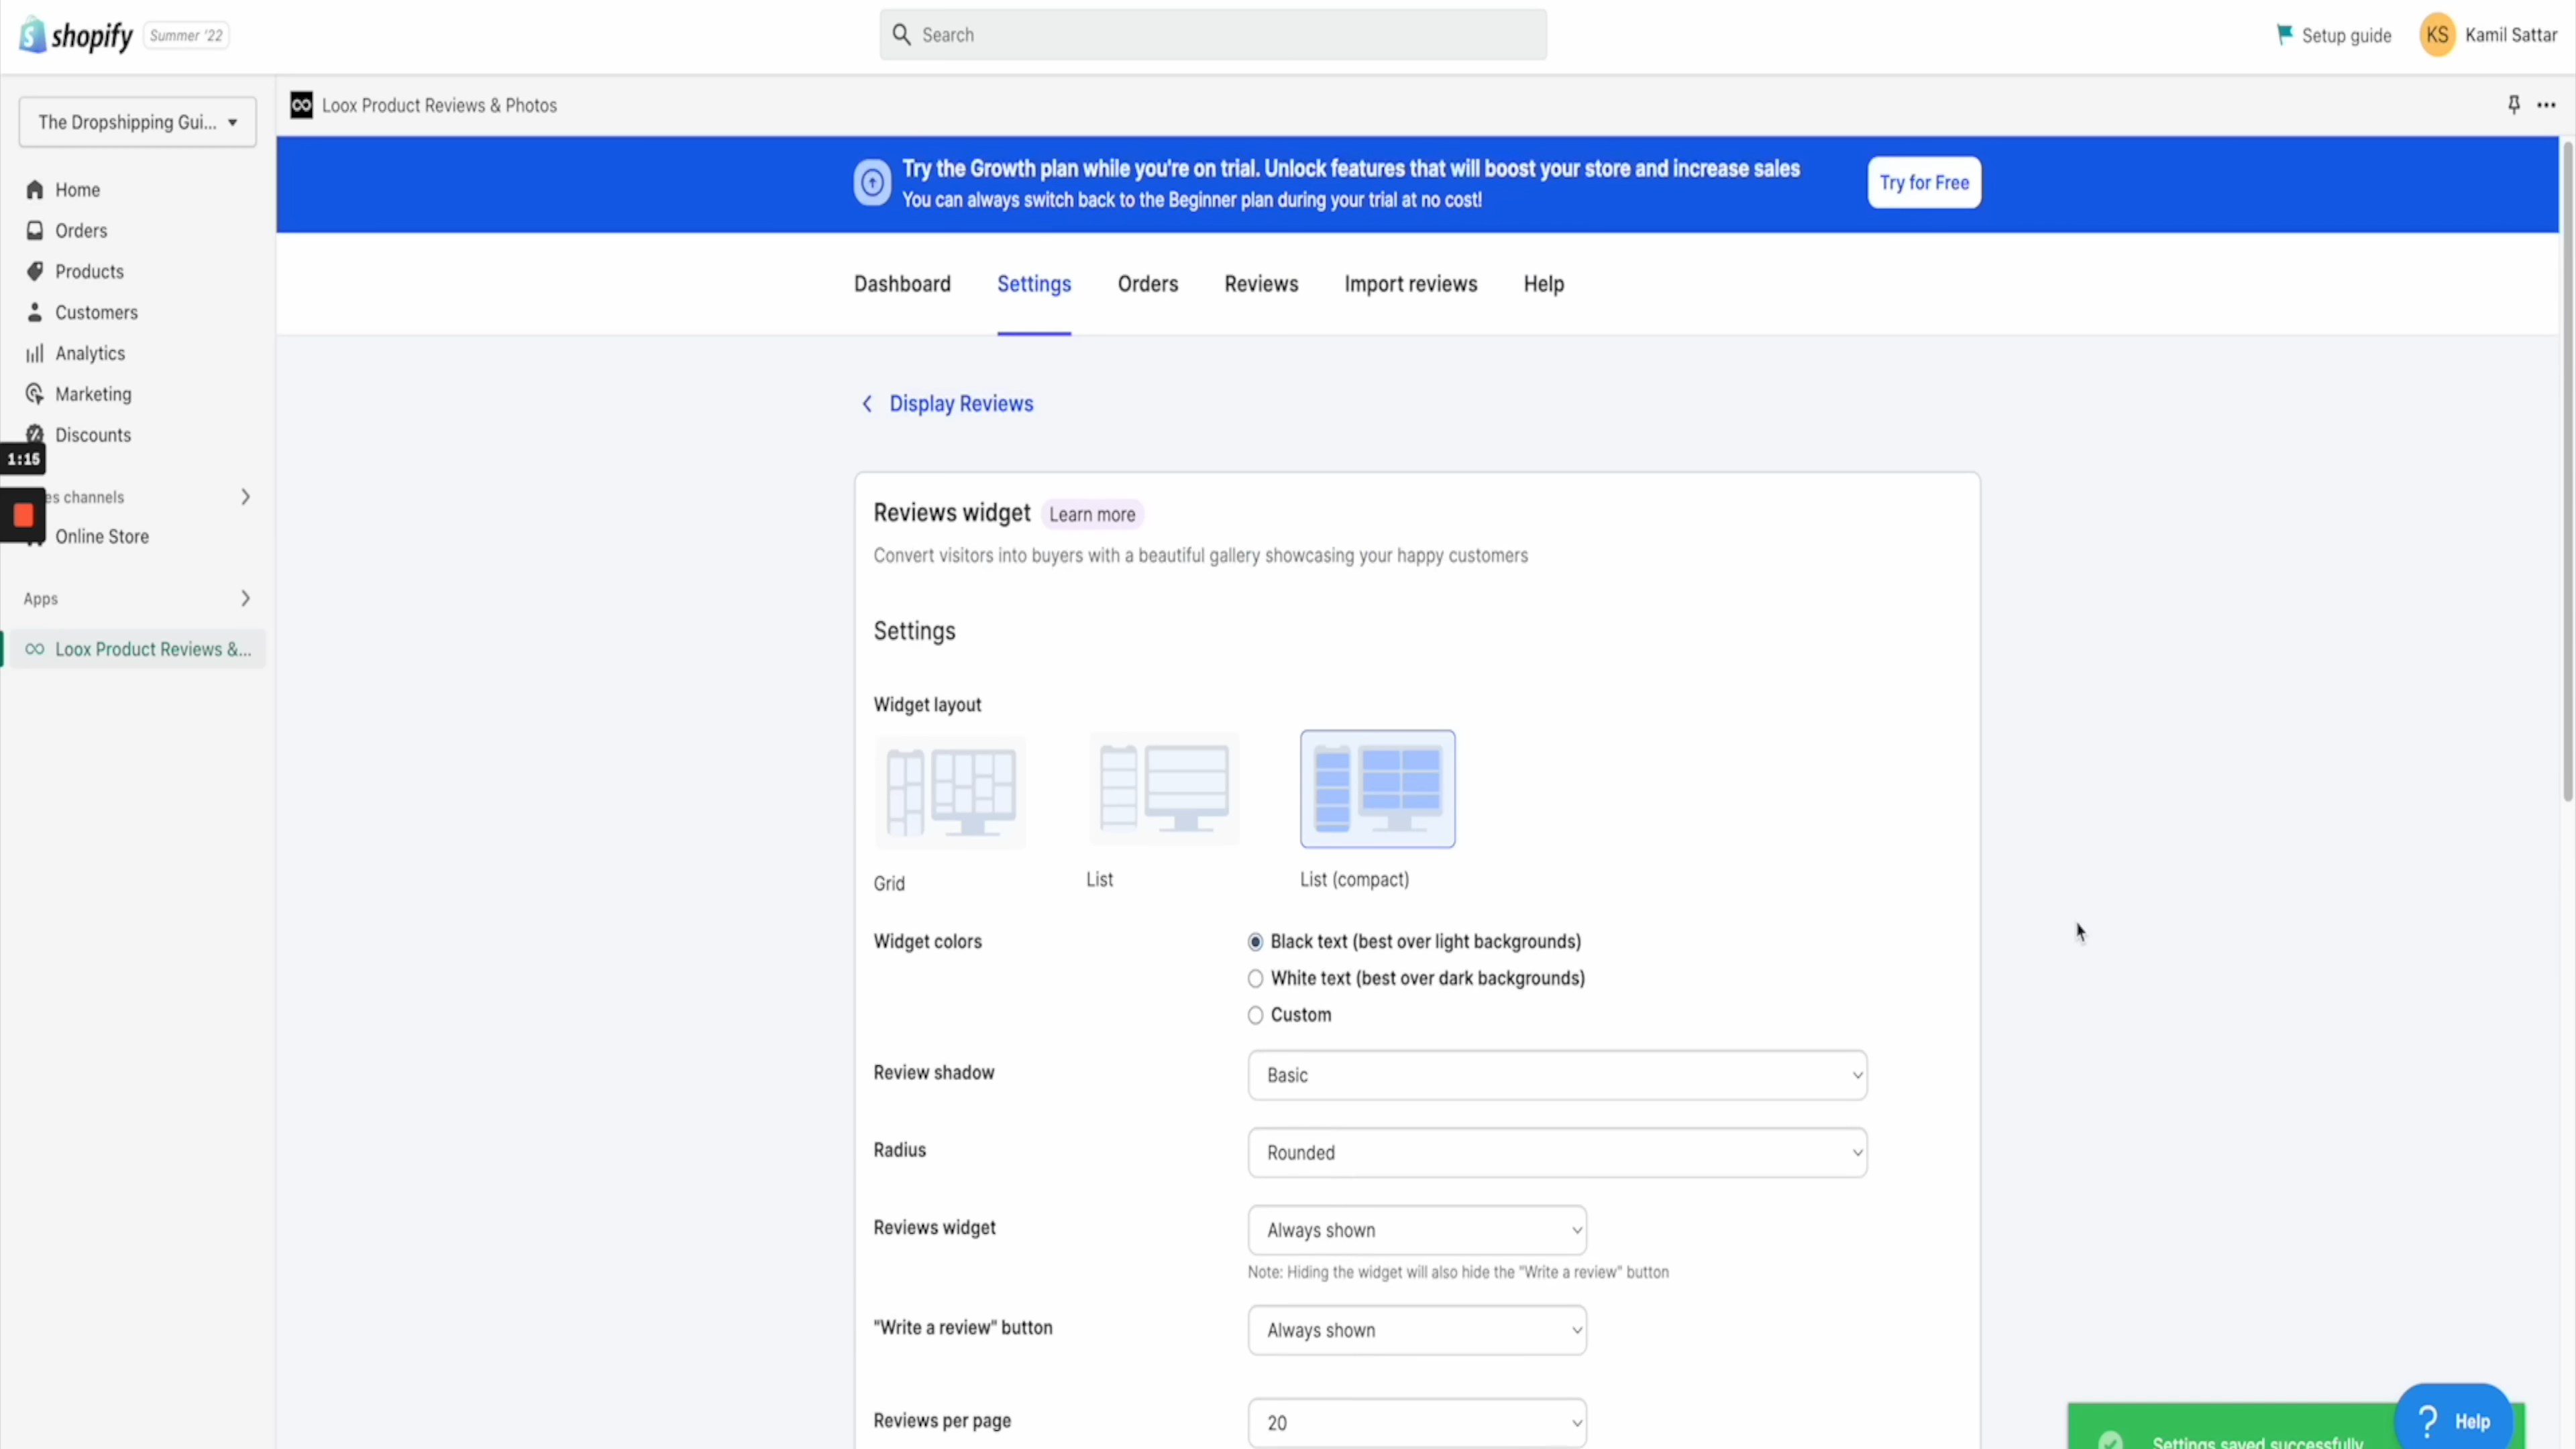 shopify Summer '22
Search
Setup guide
KS Kamil Sattar
The Dropshipping Gui...
Home
Orders
Products
Customers
Analytics
Marketing
Discounts
1:15
es channels
Online Store
Apps
Loox Product Reviews &...
Loox Product Reviews & Photos
Try the Growth plan while you're on trial. Unlock features that will boost your store and increase sales
You can always switch back to the Beginner plan during your trial at no cost!
Try for Free
Dashboard Settings Orders Reviews Import reviews Help
Display Reviews
Reviews widget Learn more
Convert visitors into buyers with a beautiful gallery showcasing your happy customers
Settings
Widget layout
Grid List List (compact)
Widget colors
Black text (best over light backgrounds)
White text (best over dark backgrounds)
Custom
Review shadow Basic
Radius Rounded
Reviews widget Always shown
Note: Hiding the widget will also hide the "Write a review" button
"Write a review" button Always shown
Reviews per page 20
Settings saved successfully
? Help